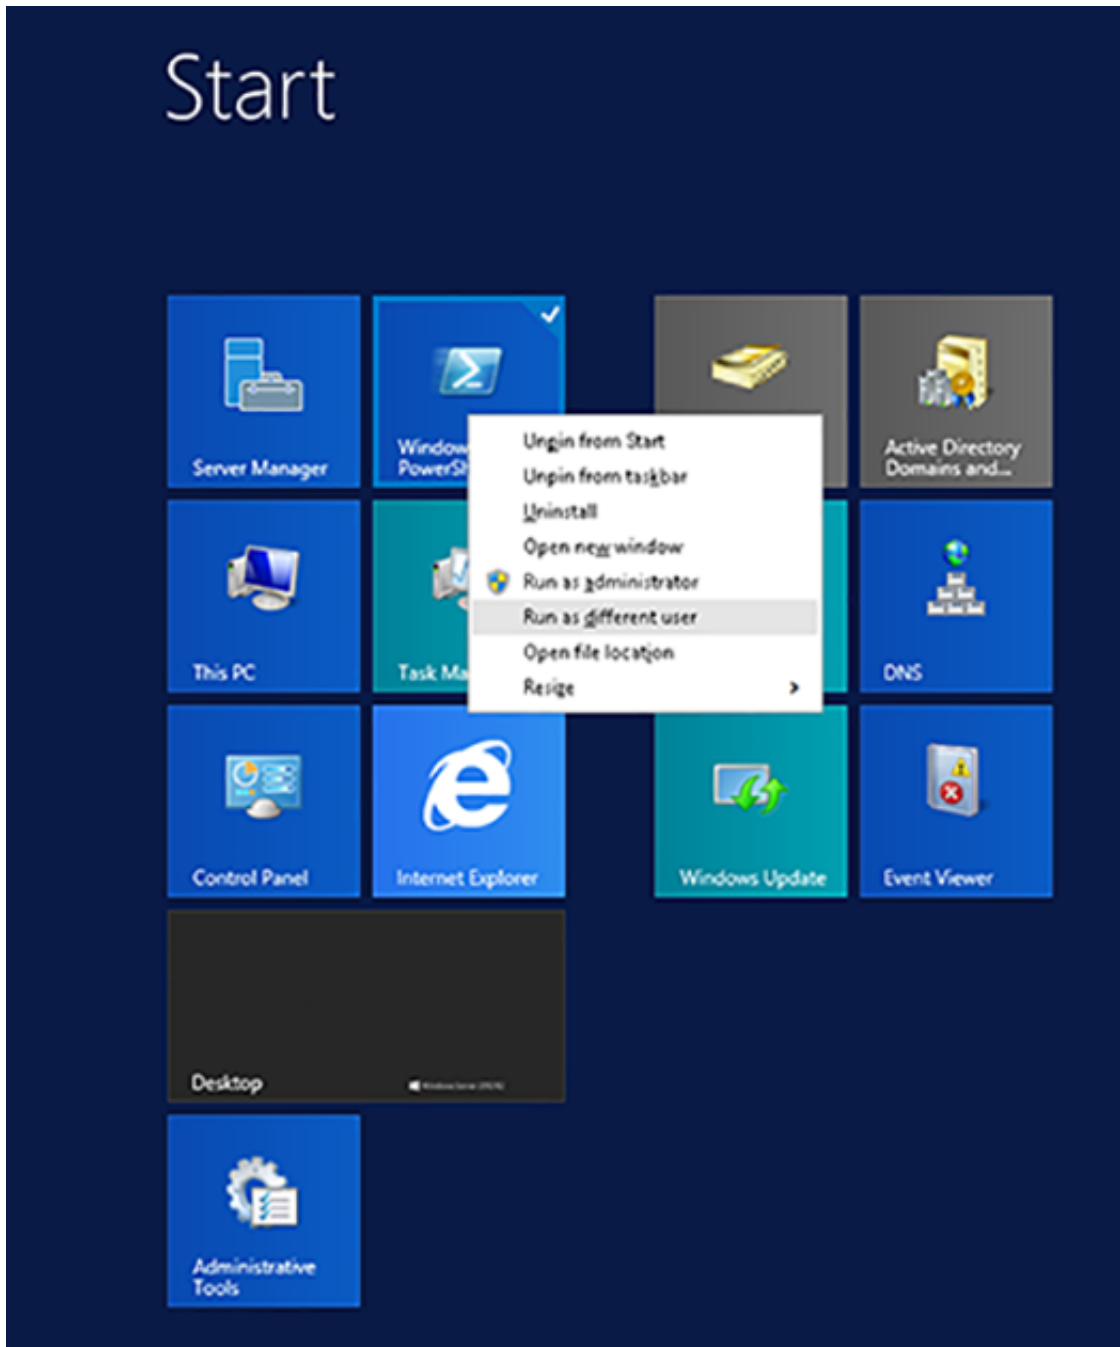 Start
Server Manager
Window
PowerSh
Active Directory
Domains and...
Unpin from Start
Unpin from taskbar
Uninstall
Open new window
Run as administrator
Run as different user
Open file location
Resize
This PC
Task Ma
DNS
Control Panel
Internet Explorer
Windows Update
Event Viewer
Desktop
Administrative
Tools